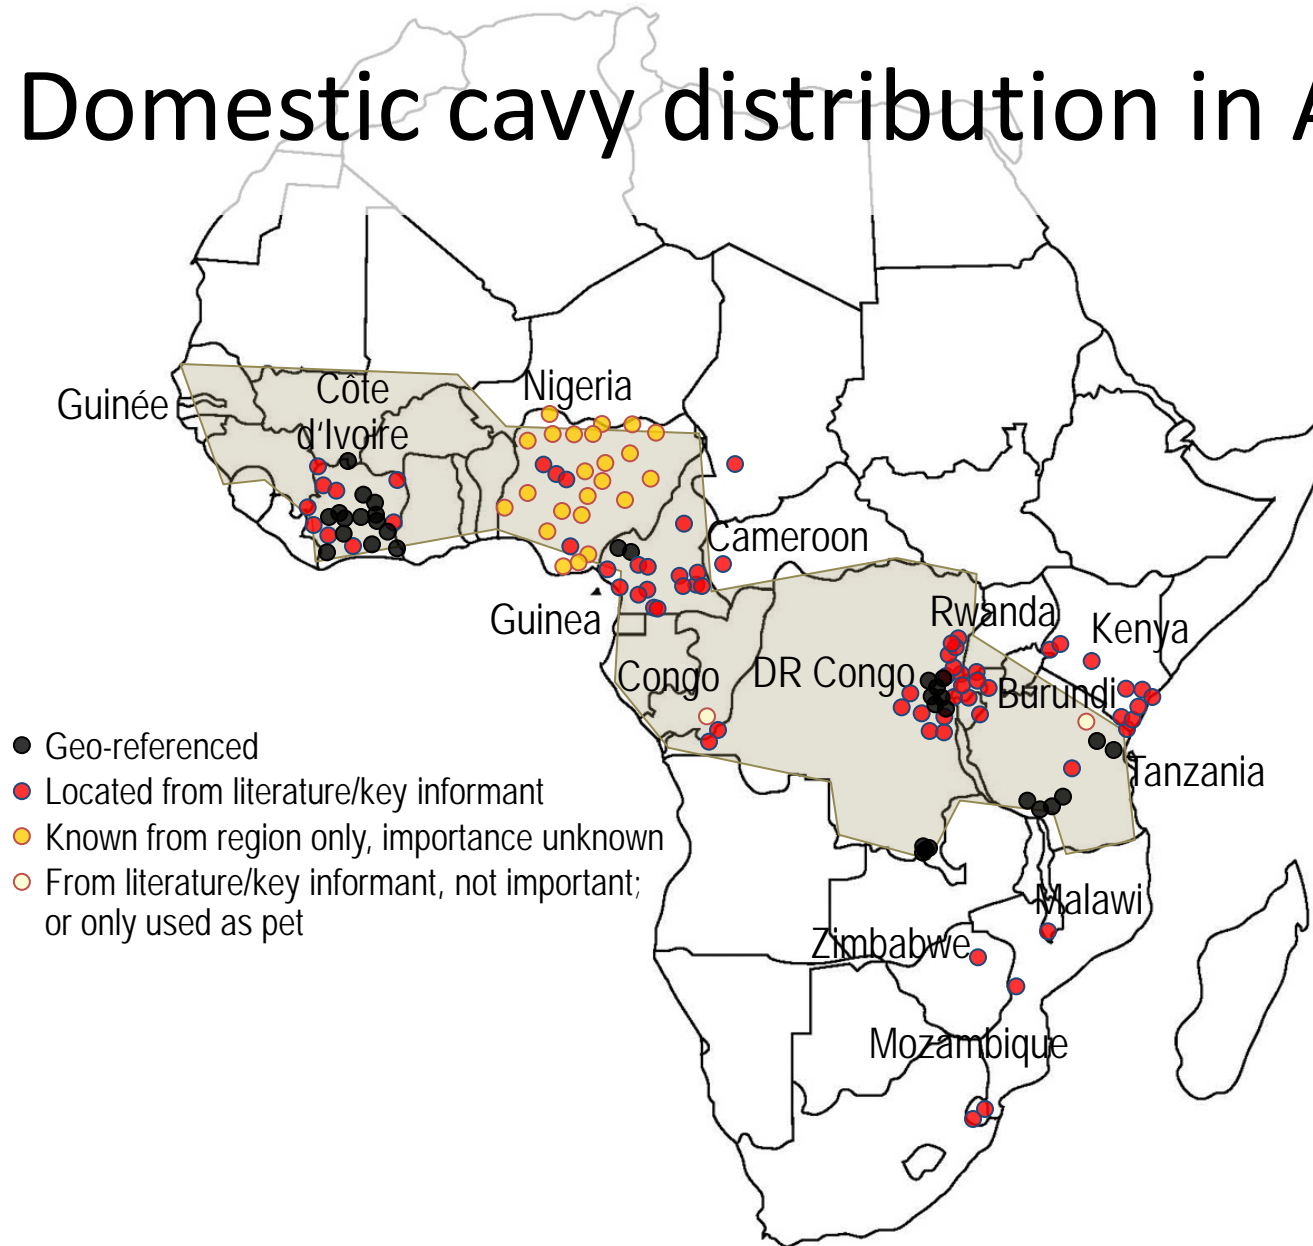 Domestic cavy distribution in A
Côte
d'Ivoire
Nigeria
Guinée
Cameroon
Guinea
Rwanda
Kenya
Congo
DR Congo
Burundi
Tanzania
Geo-referenced
Located from literature/key informant
Known from region only, importance unknown
From literature/key informant, not important;
or only used as pet
Malawi
Zimbabwe
Mozambique